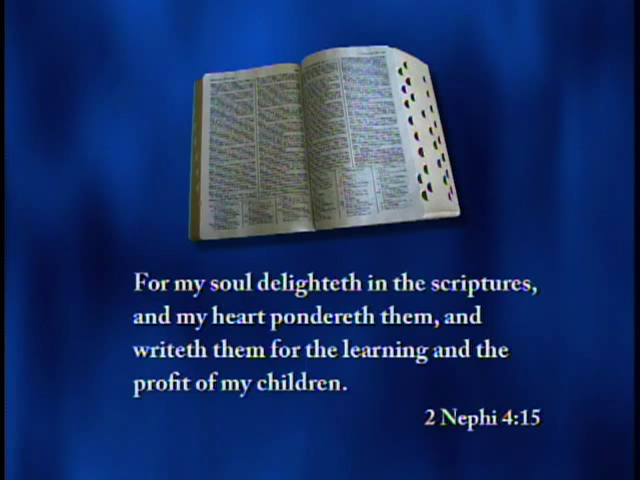 For my soul delighteth in the scriptures,
and my heart pondereth them, and
writeth them for the learning and the
profit of my children.
2 Nephi 4:15